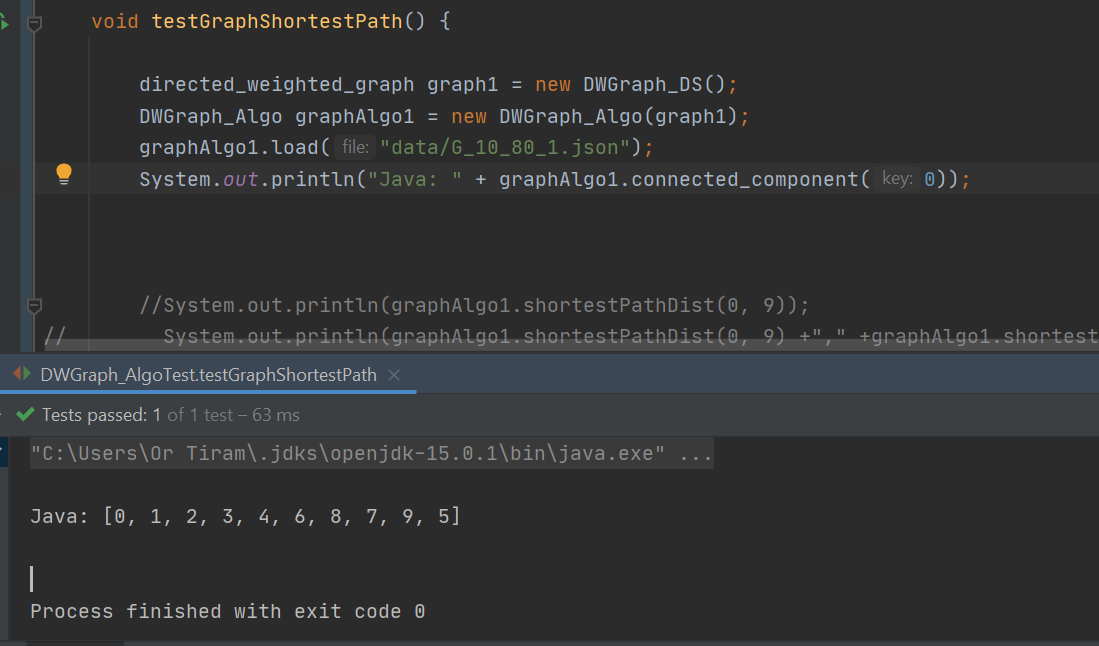 void testGraphShortestPath() {
directed_weighted_graph graph1 = new DWGraph_DS();
DWGraph_Algo graphAlgo1 = new DWGraph_Algo(graph1);
graphAlgo1.load( file: "data/G_10_80_1.json");
System.out.println("Java: " + graphAlgo1.connected_component( key: 0));
//System.out.println(graphAlgo1.shortestPathDist(0, 9));
// System.out.println(graphAlgo1.shortestPathDist(0, 9) +"," +graphAlgo1.shortest
DWGraph_AlgoTest.testGraphShortestPath ×
Tests passed: 1 of 1 test – 63 ms
"C:\Users\Or Tiram\.jdks\openjdk-15.0.1\bin\java.exe" ...
Java: [0, 1, 2, 3, 4, 6, 8, 7, 9, 5]
Process finished with exit code 0